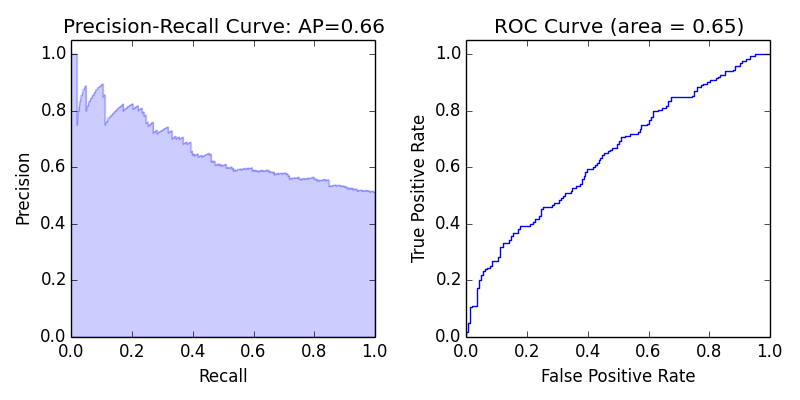 Precision-Recall Curve: AP=0.66
1.0
0.8
0.6
0.4
0.2
0.0
Precision
0.0 0.2 0.4 0.6 0.8 1.0
Recall
ROC Curve (area = 0.65)
1.0
0.8
0.6
0.4
0.2
0.0
True Positive Rate
0.0 0.2 0.4 0.6 0.8 1.0
False Positive Rate